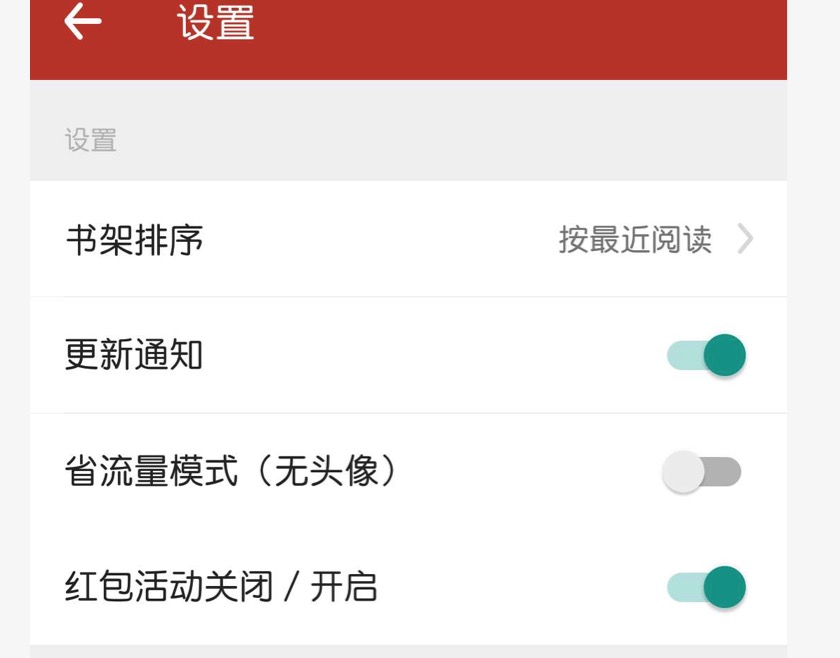 设置
设置
书架排序 按最近阅读
更新通知
省流量模式（无头像）
红包活动关闭 / 开启